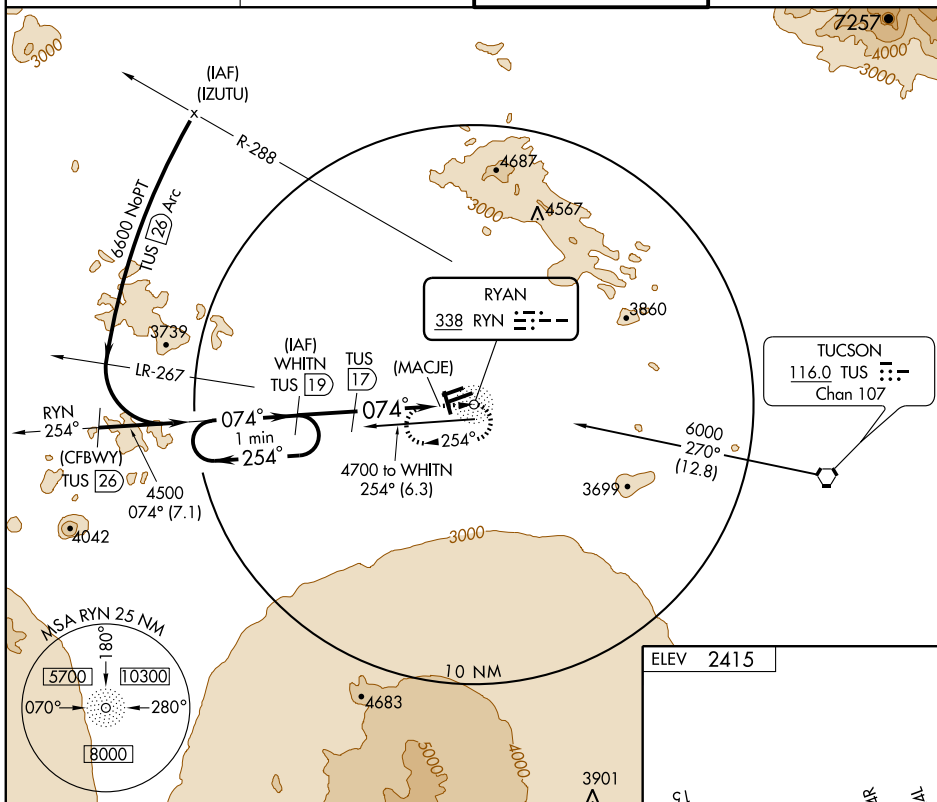 7257
3000
4000
3000
(IAF)
(IZUTU)
R-288
4687
3000
4567
6600 NoPT
TUS 26 Arc
RYAN
338 RYN
3860
3739
(IAF)
WHITN
TUS 19
TUS
17
(MACJE)
TUCSON
116.0 TUS
Chan 107
LR-267
RYN
254°
074°
1 min
254°
074°
254°
6000
270°
(12.8)
(CFBWY)
TUS 26
4500
074° (7.1)
4700 to WHITN
254° (6.3)
3699
4042
3000
MSA RYN 25 NM
180°
5700
10300
070°
280°
8000
10 NM
ELEV 2415
4683
5000
4000
3901